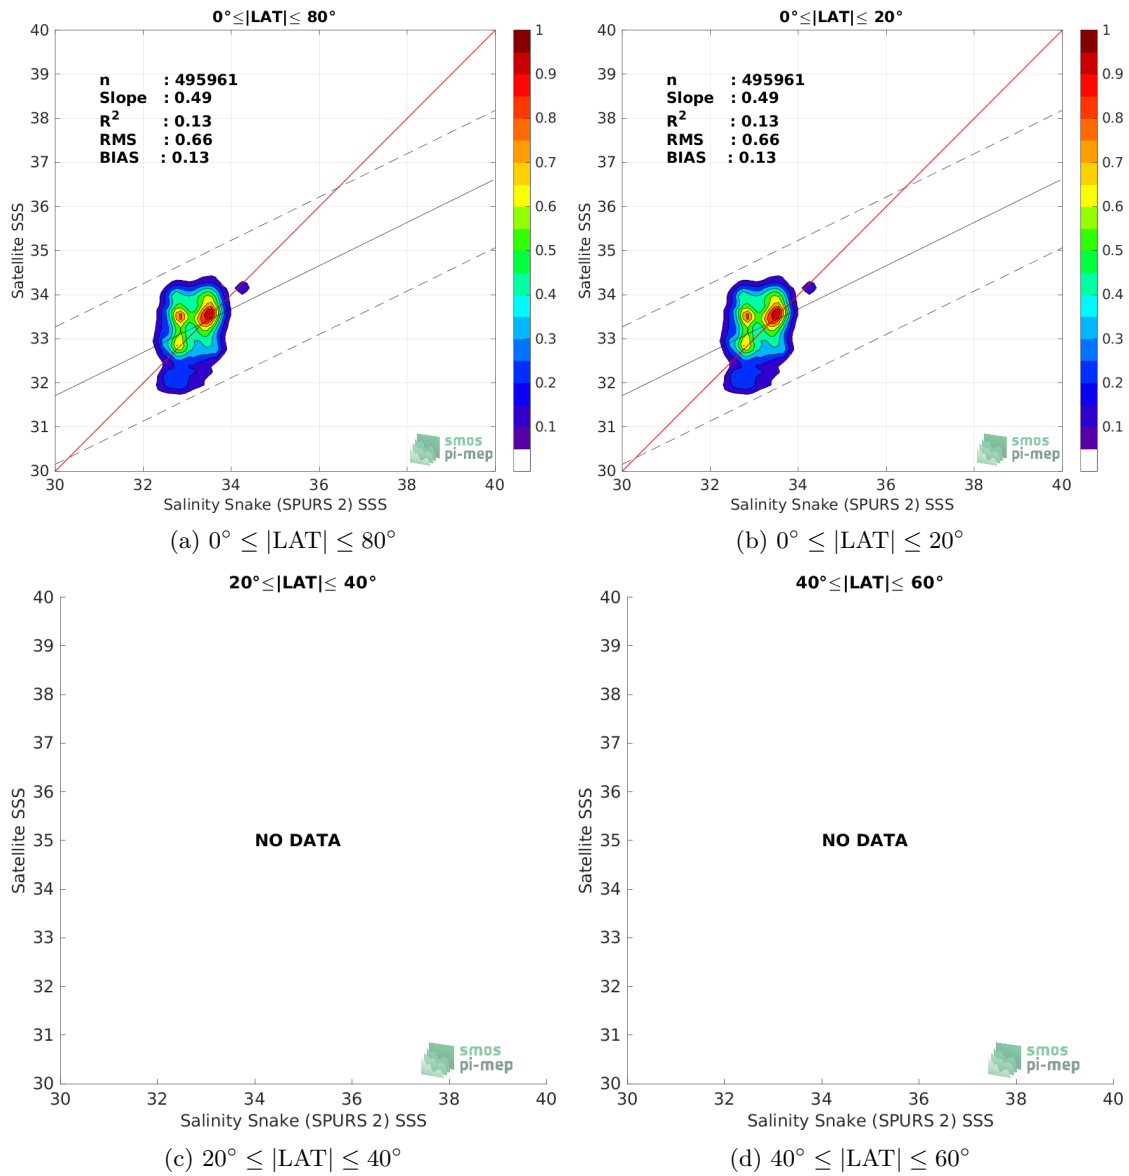 0°≤|LAT|≤ 80°
40
39
38
37
36
35
34
33
32
31
30
Satellite SSS
n : 495961
Slope : 0.49
R² : 0.13
RMS : 0.66
BIAS : 0.13
1
0.9
0.8
0.7
0.6
0.5
0.4
0.3
0.2
0.1
smos
pi-mep
30 32 34 36 38 40
Salinity Snake (SPURS 2) SSS
(a) 0° ≤ |LAT| ≤ 80°
0°≤|LAT|≤ 20°
40
39
38
37
36
35
34
33
32
31
30
Satellite SSS
n : 495961
Slope : 0.49
R² : 0.13
RMS : 0.66
BIAS : 0.13
1
0.9
0.8
0.7
0.6
0.5
0.4
0.3
0.2
0.1
smos
pi-mep
30 32 34 36 38 40
Salinity Snake (SPURS 2) SSS
(b) 0° ≤ |LAT| ≤ 20°
20°≤|LAT|≤ 40°
40
39
38
37
36
35
34
33
32
31
30
Satellite SSS
NO DATA
smos
pi-mep
30 32 34 36 38 40
Salinity Snake (SPURS 2) SSS
(c) 20° ≤ |LAT| ≤ 40°
40°≤|LAT|≤ 60°
40
39
38
37
36
35
34
33
32
31
30
Satellite SSS
NO DATA
smos
pi-mep
30 32 34 36 38 40
Salinity Snake (SPURS 2) SSS
(d) 40° ≤ |LAT| ≤ 60°